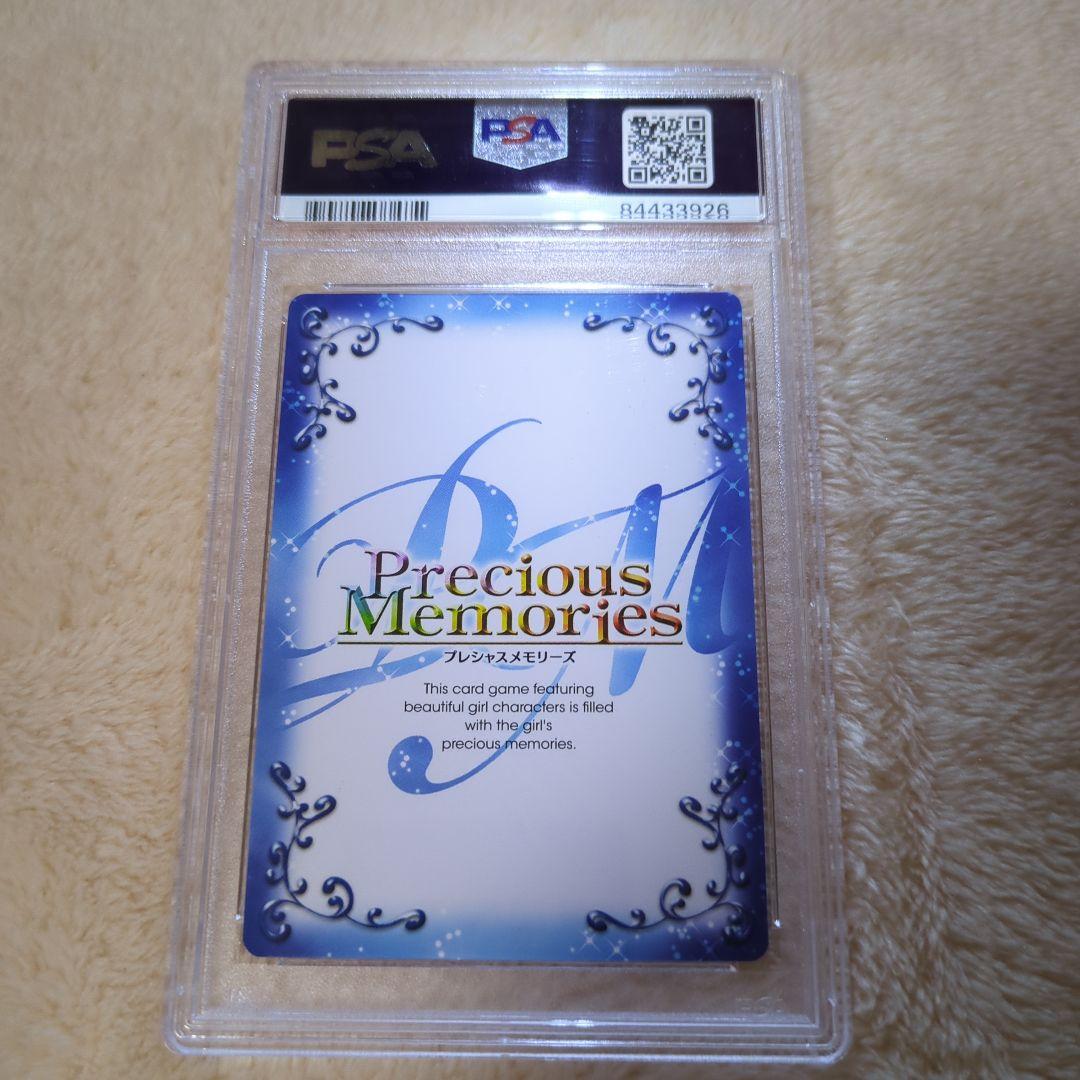 PSA
PSA
84433926
Precious
Memories
プレシャスメモリーズ
This card game featuring
beautiful girl characters is filled
with the girl's
precious memories.